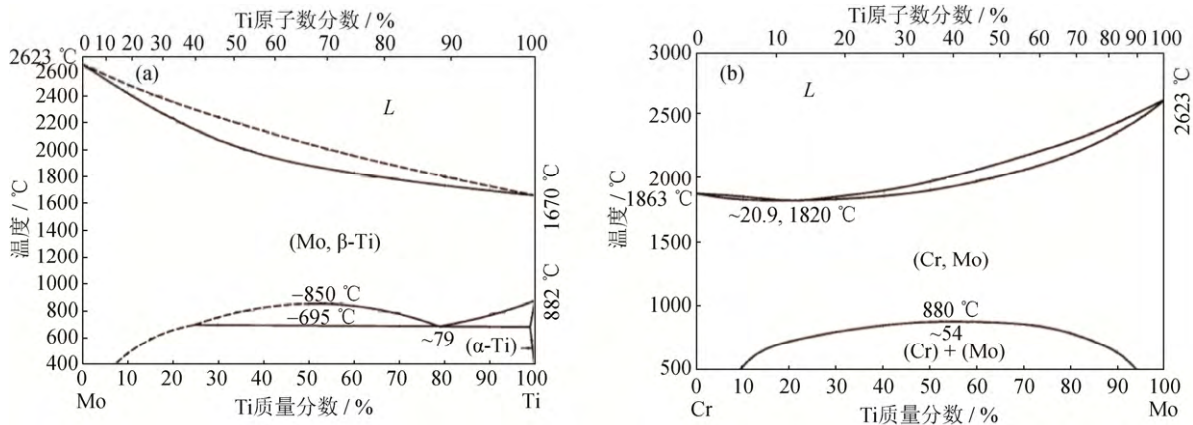 Ti原子数分数 / %
0 10 20 30 40 50 60 70 80 90 100
2623 ℃
2600
2400
2200
2000
1800
1600
1400
1200
1000
800
600
400
温度 / ℃
(a)
L
1670 ℃
(Mo, β-Ti)
882 ℃
–850 ℃
–695 ℃
~79
(α-Ti)
0 10 20 30 40 50 60 70 80 90 100
Mo
Ti
Ti质量分数 / %
Ti原子数分数 / %
0 10 20 30 40 50 60 70 80 90 100
3000
2500
2000
1863 ℃
1500
1000
500
温度 / ℃
(b)
L
2623 ℃
~20.9, 1820 ℃
(Cr, Mo)
880 ℃
~54
(Cr) + (Mo)
0 10 20 30 40 50 60 70 80 90 100
Cr
Mo
Ti质量分数 / %